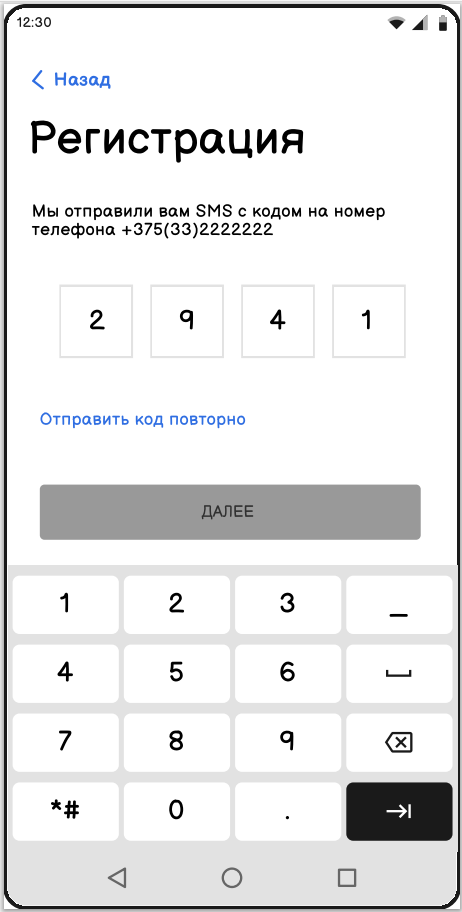 12:30
Назад
Регистрация
Мы отправили вам SMS с кодом на номер
телефона +375(33)2222222
2 9 4 1
Отправить код повторно
ДАЛЕЕ
1 2 3 _
4 5 6
7 8 9
*# 0 .